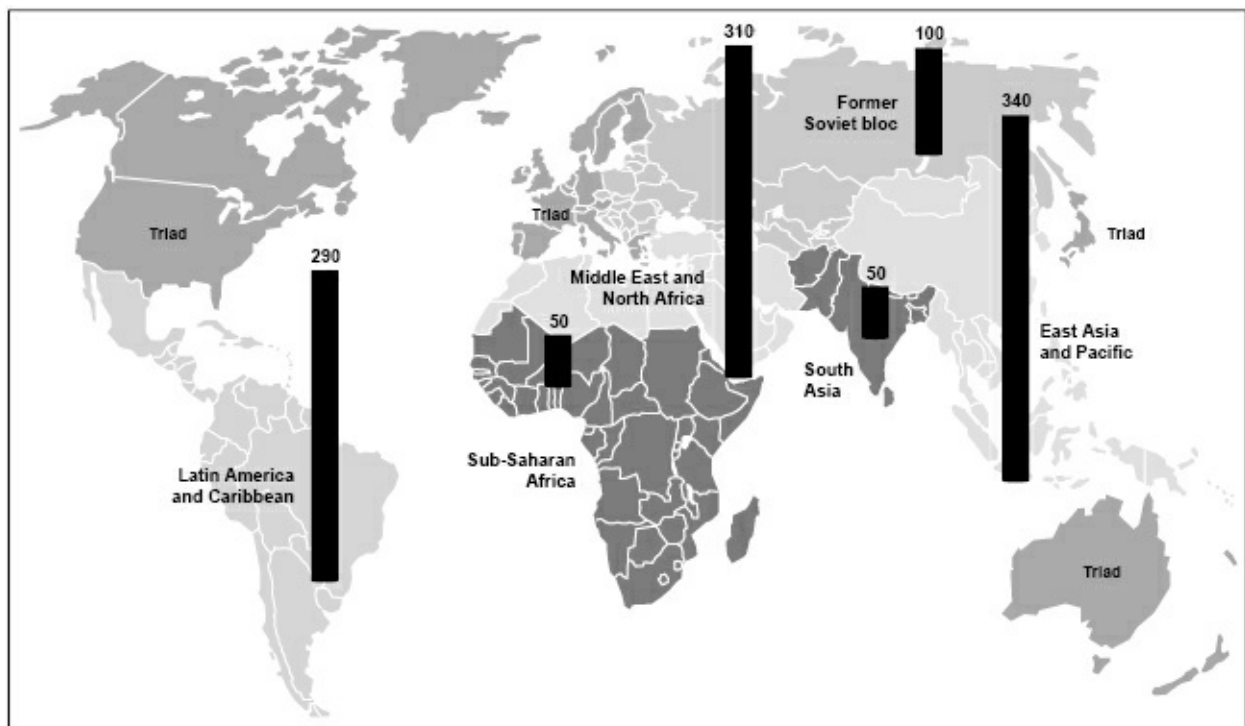 310
100
Former
Soviet bloc
340
Triad
Triad
Triad
290
Middle East and
North Africa
50
50
East Asia
and Pacific
South
Asia
Sub-Saharan
Africa
Latin America
and Caribbean
Triad